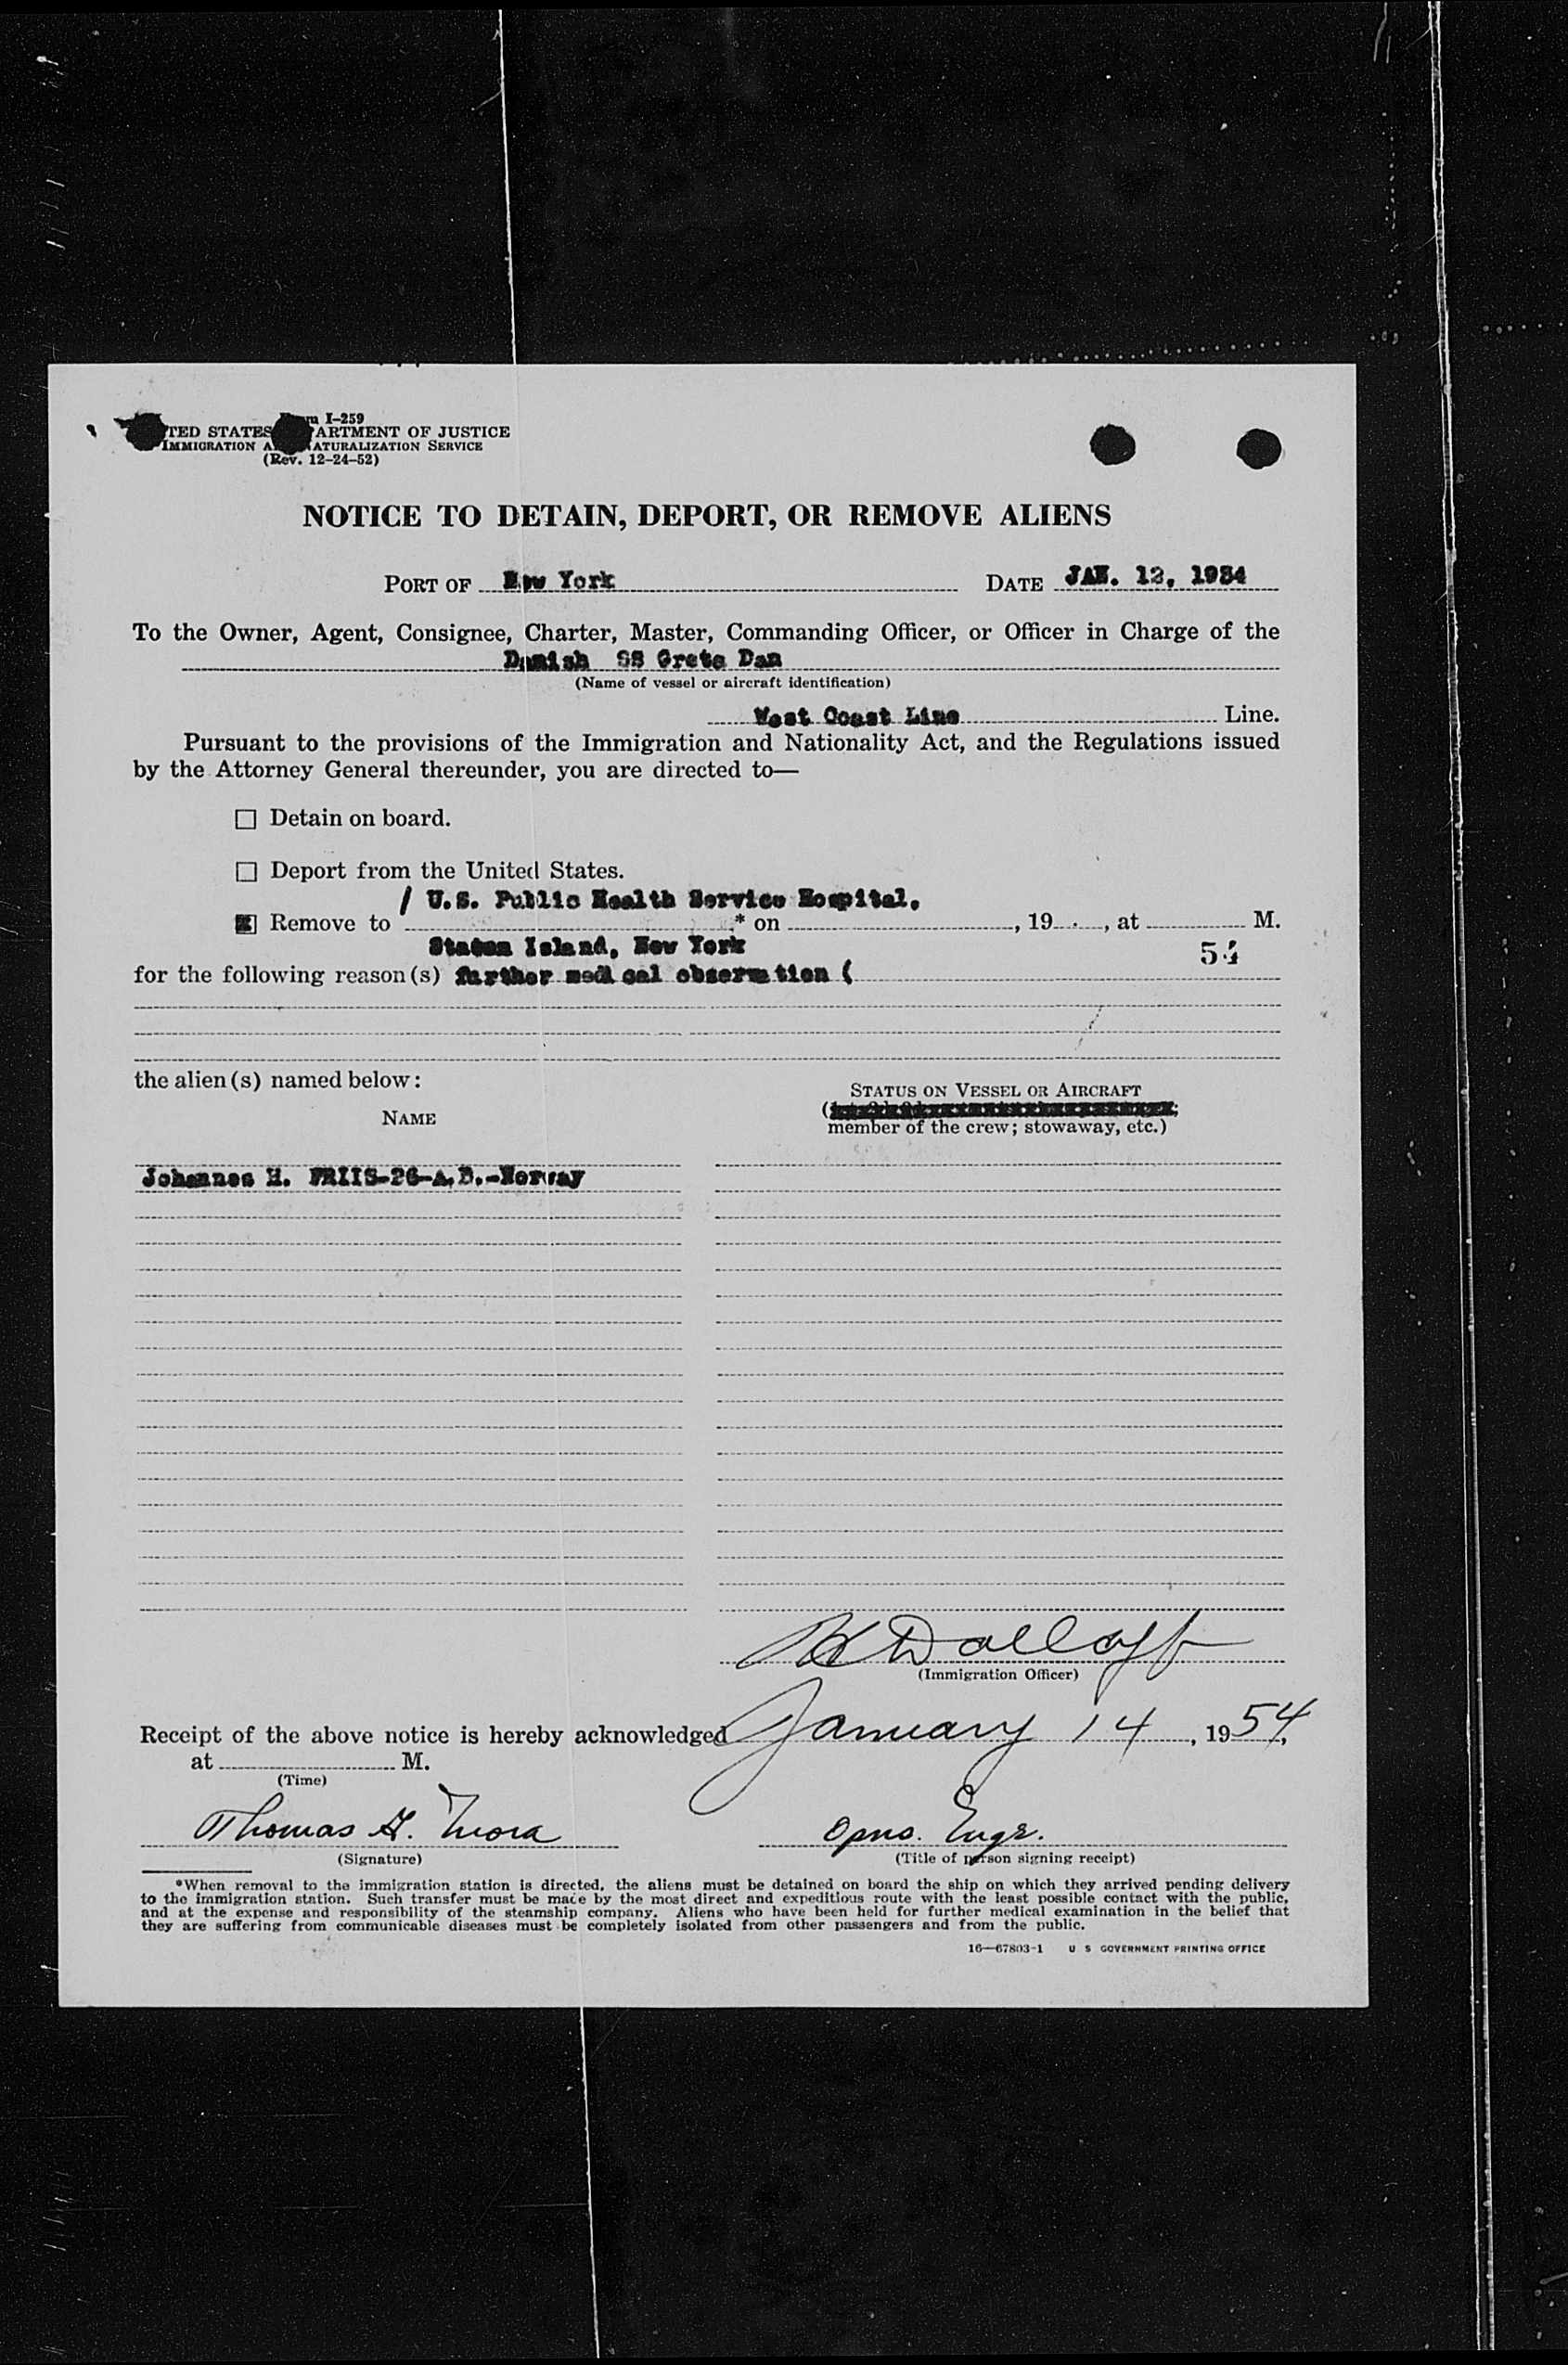 Form I-259
UNITED STATES DEPARTMENT OF JUSTICE
IMMIGRATION AND NATURALIZATION SERVICE
(Rev. 12-24-52)
NOTICE TO DETAIN, DEPORT, OR REMOVE ALIENS
PORT OF New York DATE JAN. 12, 1954
To the Owner, Agent, Consignee, Charter, Master, Commanding Officer, or Officer in Charge of the
Danish SS Grete Dan
(Name of vessel or aircraft identification)
West Coast Line Line.
Pursuant to the provisions of the Immigration and Nationality Act, and the Regulations issued
by the Attorney General thereunder, you are directed to—
☐ Detain on board.
☐ Deport from the United States.
/ U.S. Public Health Service Hospital,
☒ Remove to * on , 19 , at M.
Staten Island, New York
54
for the following reason(s) further medical observation (
the alien(s) named below:
STATUS ON VESSEL OR AIRCRAFT
NAME
member of the crew; stowaway, etc.)
Johannes H. FRIIS-26-A.B.-Norway
(Immigration Officer)
Receipt of the above notice is hereby acknowledged January 14, 1954,
at M.
(Time)
Thomas Opns. Engr.
(Signature) (Title of person signing receipt)
*When removal to the immigration station is directed, the aliens must be detained on board the ship on which they arrived pending delivery
to the immigration station. Such transfer must be made by the most direct and expeditious route with the least possible contact with the public,
and at the expense and responsibility of the steamship company. Aliens who have been held for further medical examination in the belief that
they are suffering from communicable diseases must be completely isolated from other passengers and from the public.
16—67803-1 U S GOVERNMENT PRINTING OFFICE